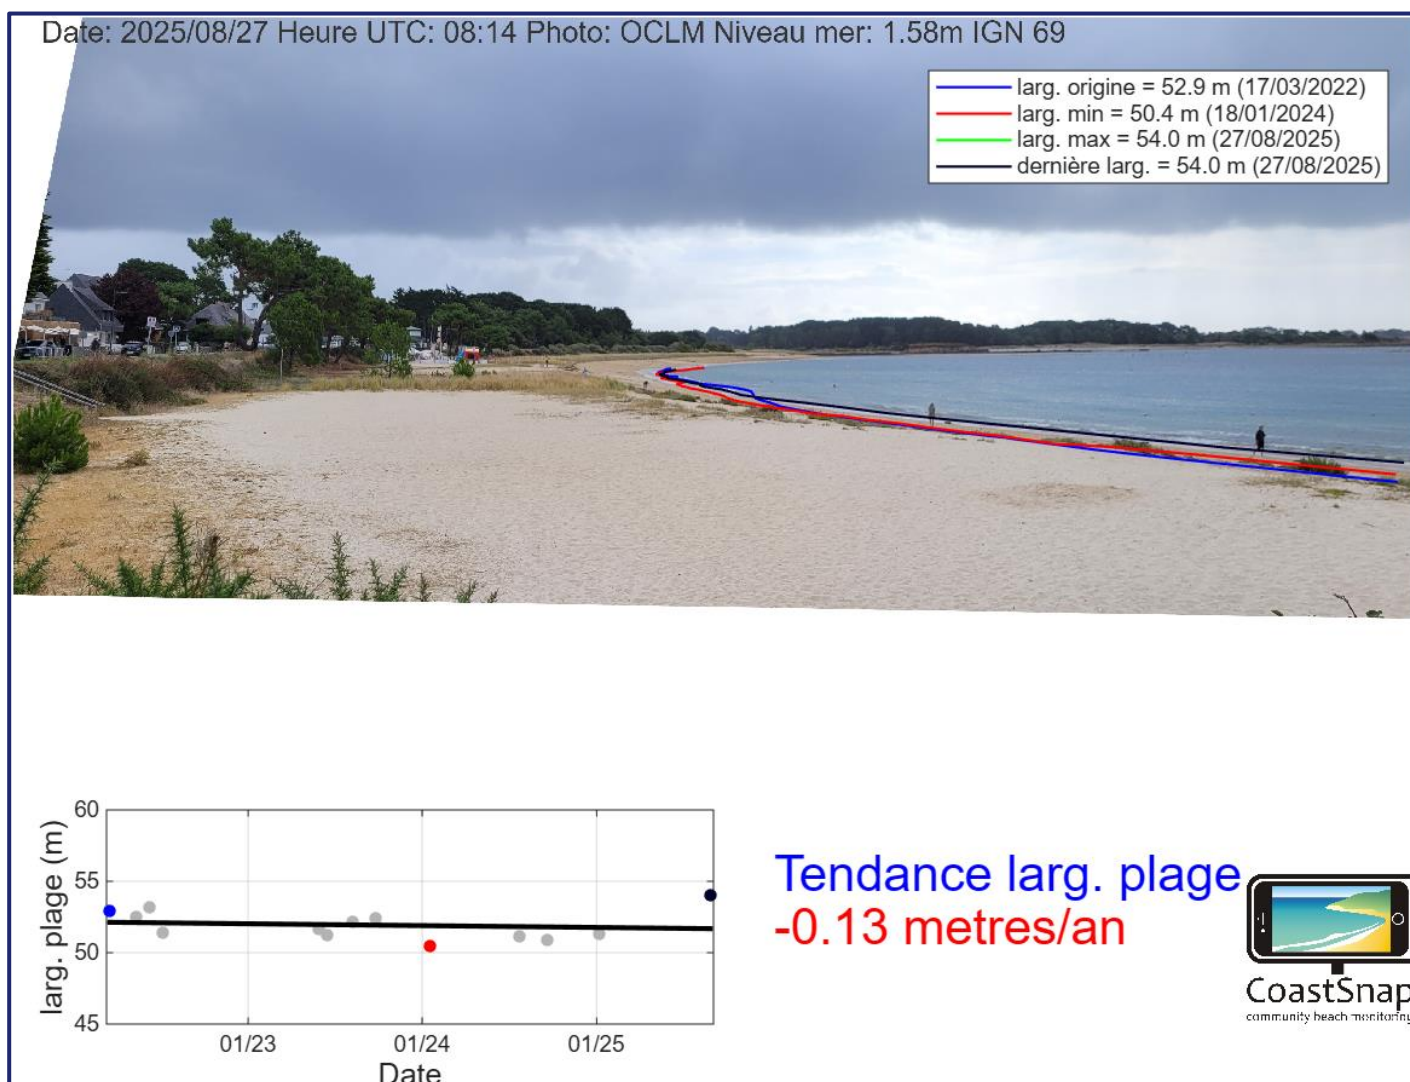 Date: 2025/08/27 Heure UTC: 08:14 Photo: OCLM Niveau mer: 1.58m IGN 69
larg. origine = 52.9 m (17/03/2022)
larg. min = 50.4 m (18/01/2024)
larg. max = 54.0 m (27/08/2025)
dernière larg. = 54.0 m (27/08/2025)
60
55
50
45
larg. plage (m)
01/23
01/24
01/25
Date
Tendance larg. plage
-0.13 metres/an
CoastSnap
community beach monitoring